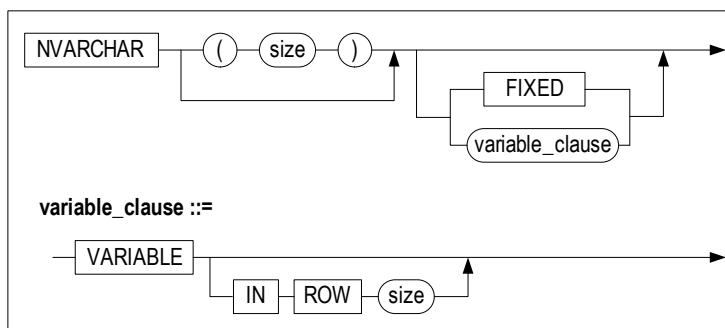 NVARCHAR ( size ) FIXED
variable_clause
variable_clause ::=
VARIABLE
IN ROW size